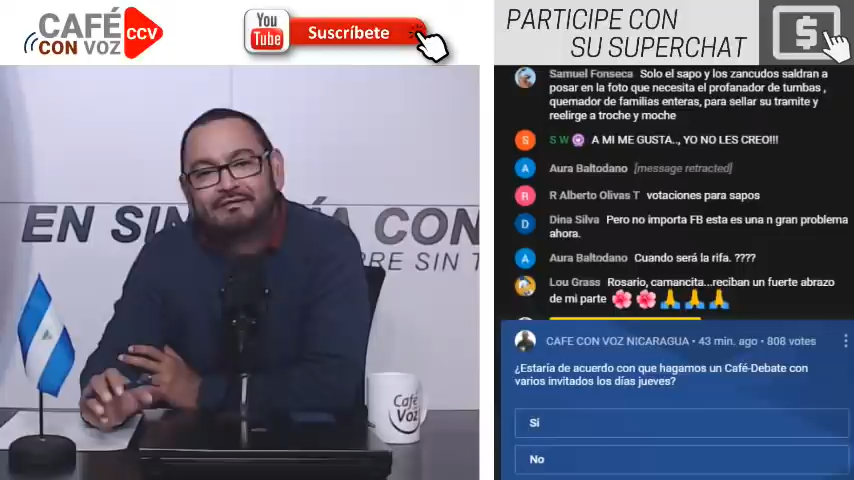 CAFÉ
CON VOZ
CCV
You
Tube
Suscríbete
PARTICIPE CON
SU SUPERCHAT
$
EN SIN
ÍA CON
RE SIN T
Café
Voz
Samuel Fonseca Solo el sapo y los zancudos saldran a
posar en la foto que necesita el profanador de tumbas ,
quemador de familias enteras, para sellar su tramite y
reelirge a troche y moche
S
S W A MI ME GUSTA.., YO NO LES CREO!!!
A
Aura Baltodano [message retracted]
R
R Alberto Olivas T votaciones para sapos
D
Dina Silva Pero no importa FB esta es una n gran problema
ahora.
A
Aura Baltodano Cuando será la rifa. ????
Lou Grass Rosario, camancita...reciban un fuerte abrazo
de mi parte 🌺🌺🙏🙏🙏
CAFE CON VOZ NICARAGUA • 43 min. ago • 808 votes
¿Estaría de acuerdo con que hagamos un Café-Debate con
varios invitados los días jueves?
Sí
No